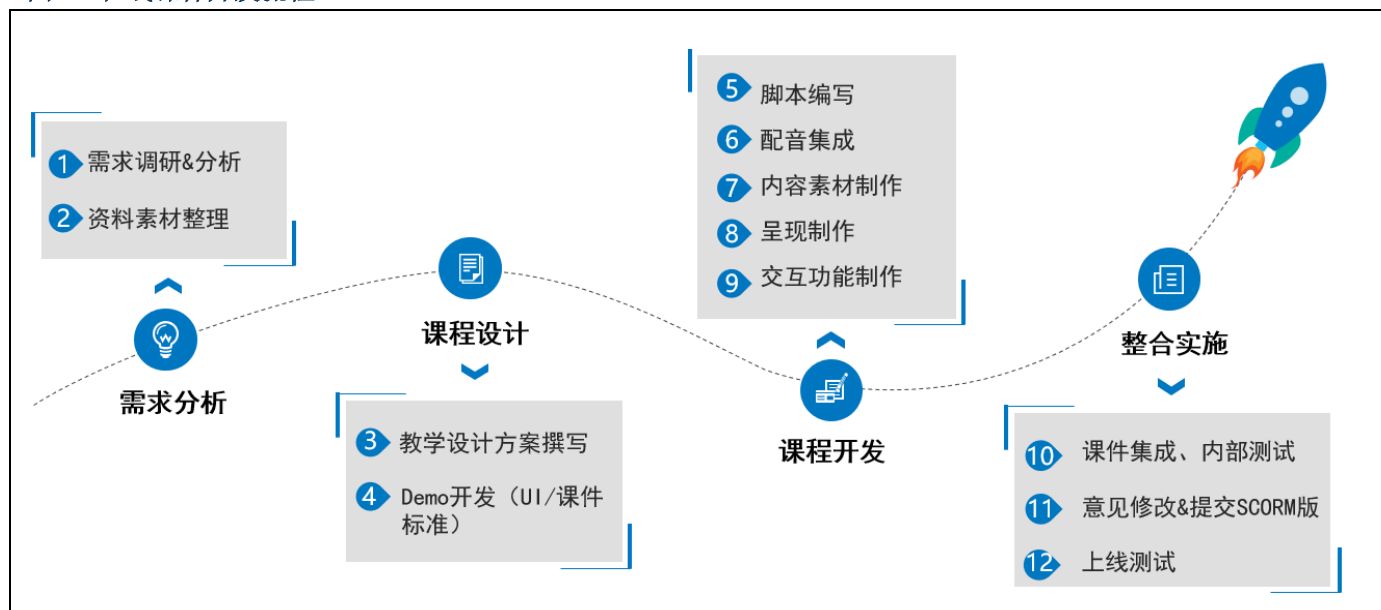 1 需求调研&分析
2 资料素材整理
需求分析
课程设计
3 教学设计方案撰写
4 Demo开发（UI/课件
标准）
5 脚本编写
6 配音集成
7 内容素材制作
8 呈现制作
9 交互功能制作
课程开发
整合实施
10 课件集成、内部测试
11 意见修改&提交SCORM版
12 上线测试